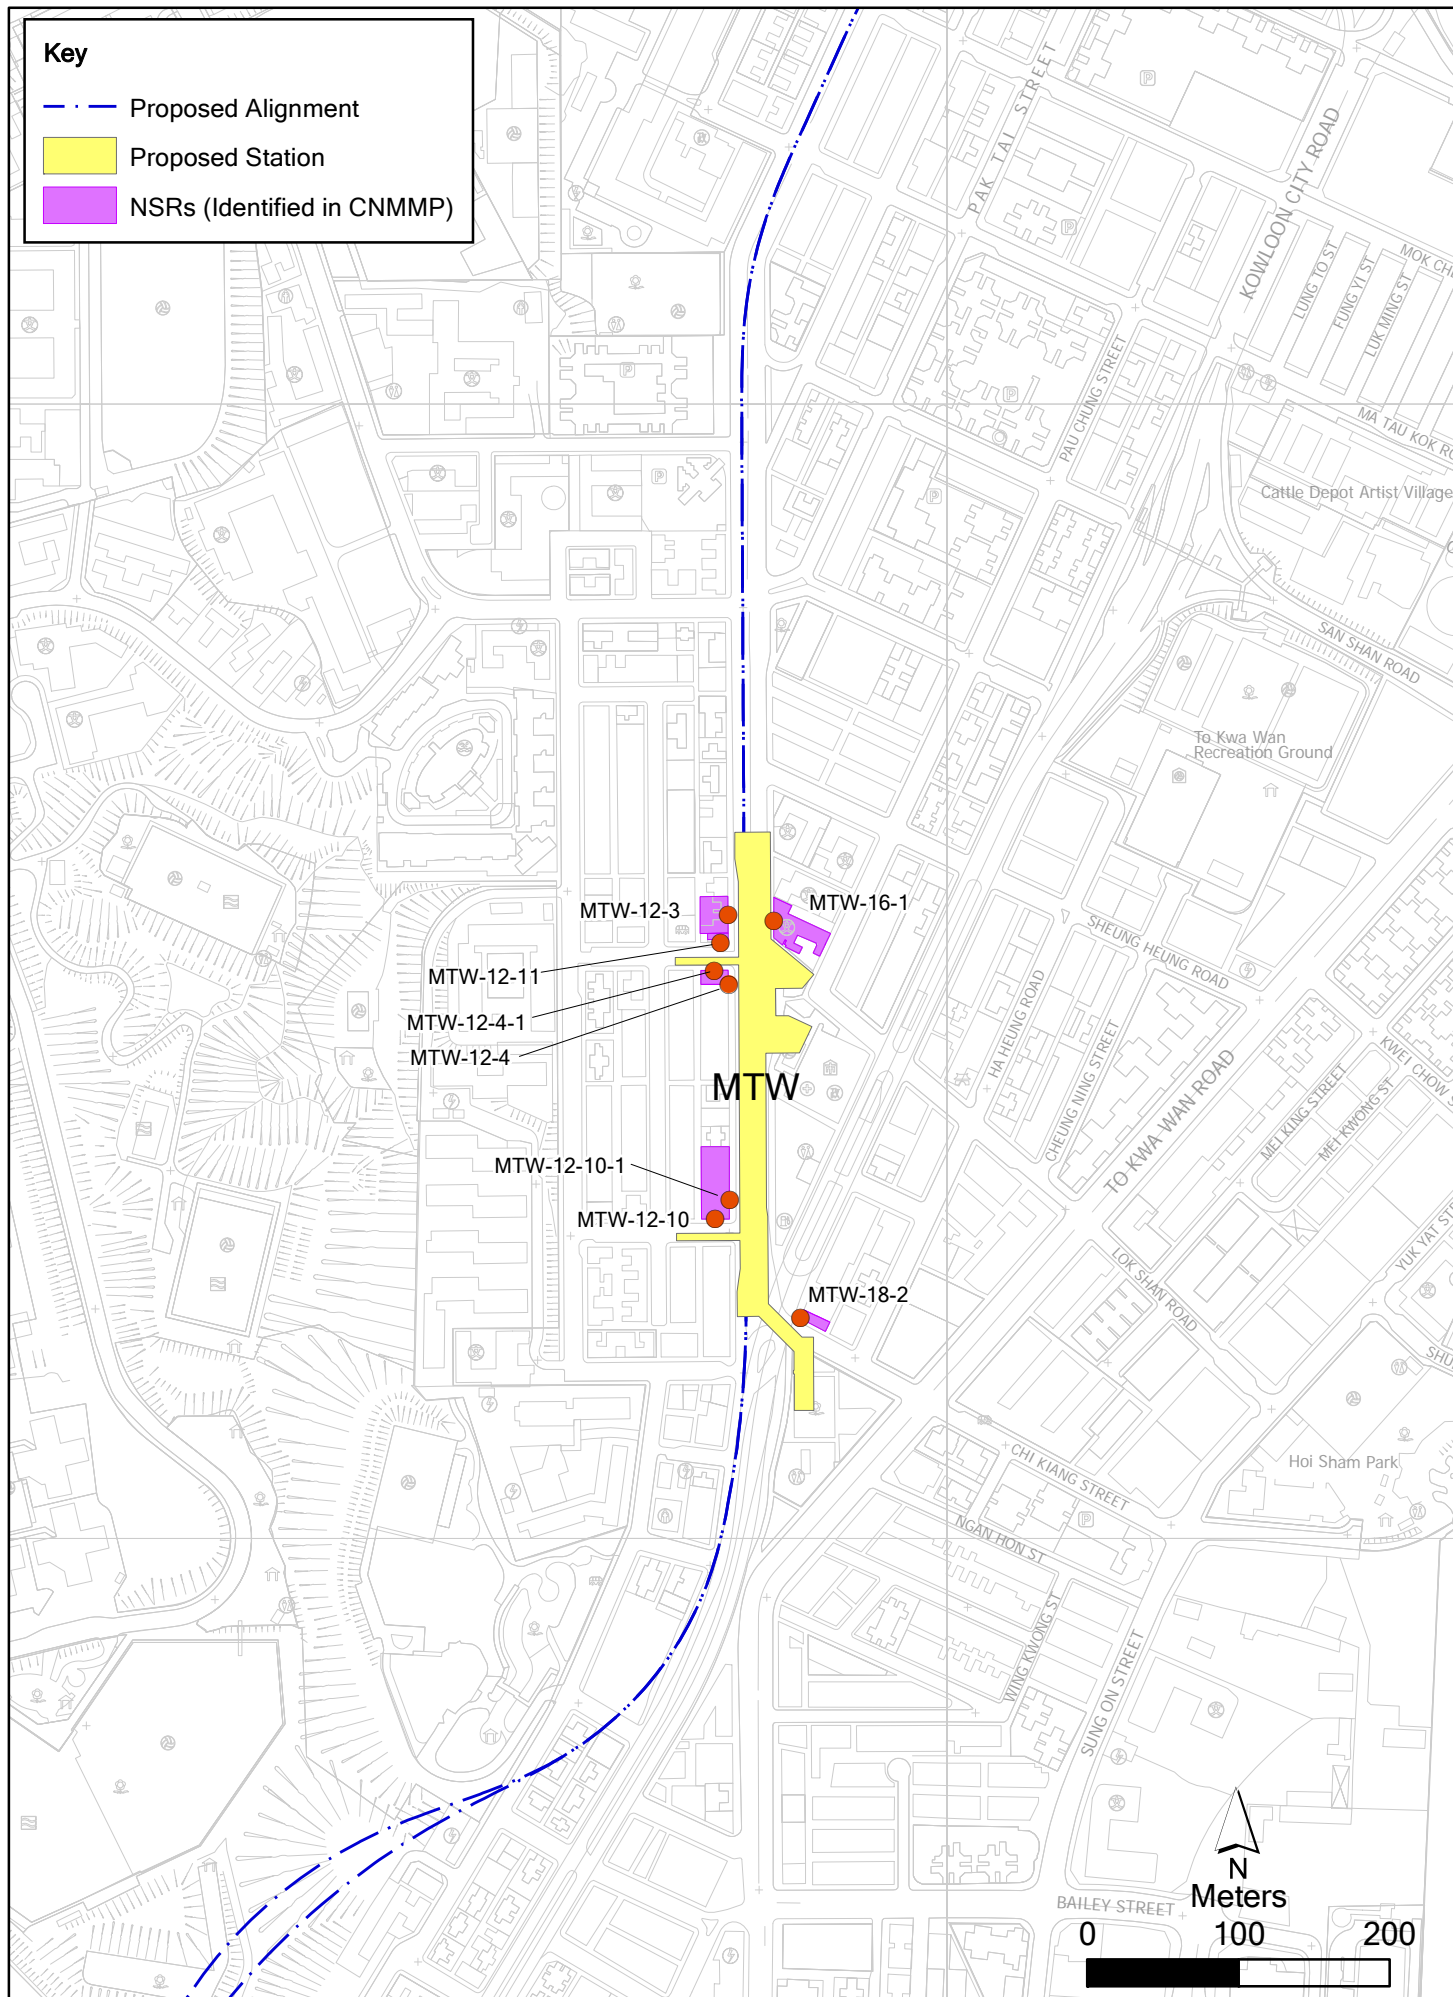 Key
Proposed Alignment
Proposed Station
NSRs (Identified in CNMMP)
PAK TAI STREET
KOWLOON CITY ROAD
LUNG TO ST
FUNG YI ST
LUK MING ST
MOK CH
PAU CHUNG STREET
MA TAU KOK RO
Cattle Depot Artist Village
SAN SHAN ROAD
To Kwa Wan
Recreation Ground
MTW-12-3
MTW-16-1
MTW-12-11
MTW-12-4-1
MTW-12-4
MTW
SHEUNG HEUNG ROAD
HA HEUNG ROAD
CHEUNG NING STREET
TO KWA WAN ROAD
KWEI CHOW S
MEI KING STREET
MEI KWONG ST
MTW-12-10-1
MTW-12-10
MTW-18-2
LOK SHAN ROAD
YUK YAT STR
SHU
Hoi Sham Park
CHI KIANG STREET
NGAN HON ST
WING KWONG ST
SUNG ON STREET
BAILEY STREET
N
Meters
0 100 200
P
P
P
P
P
P
P